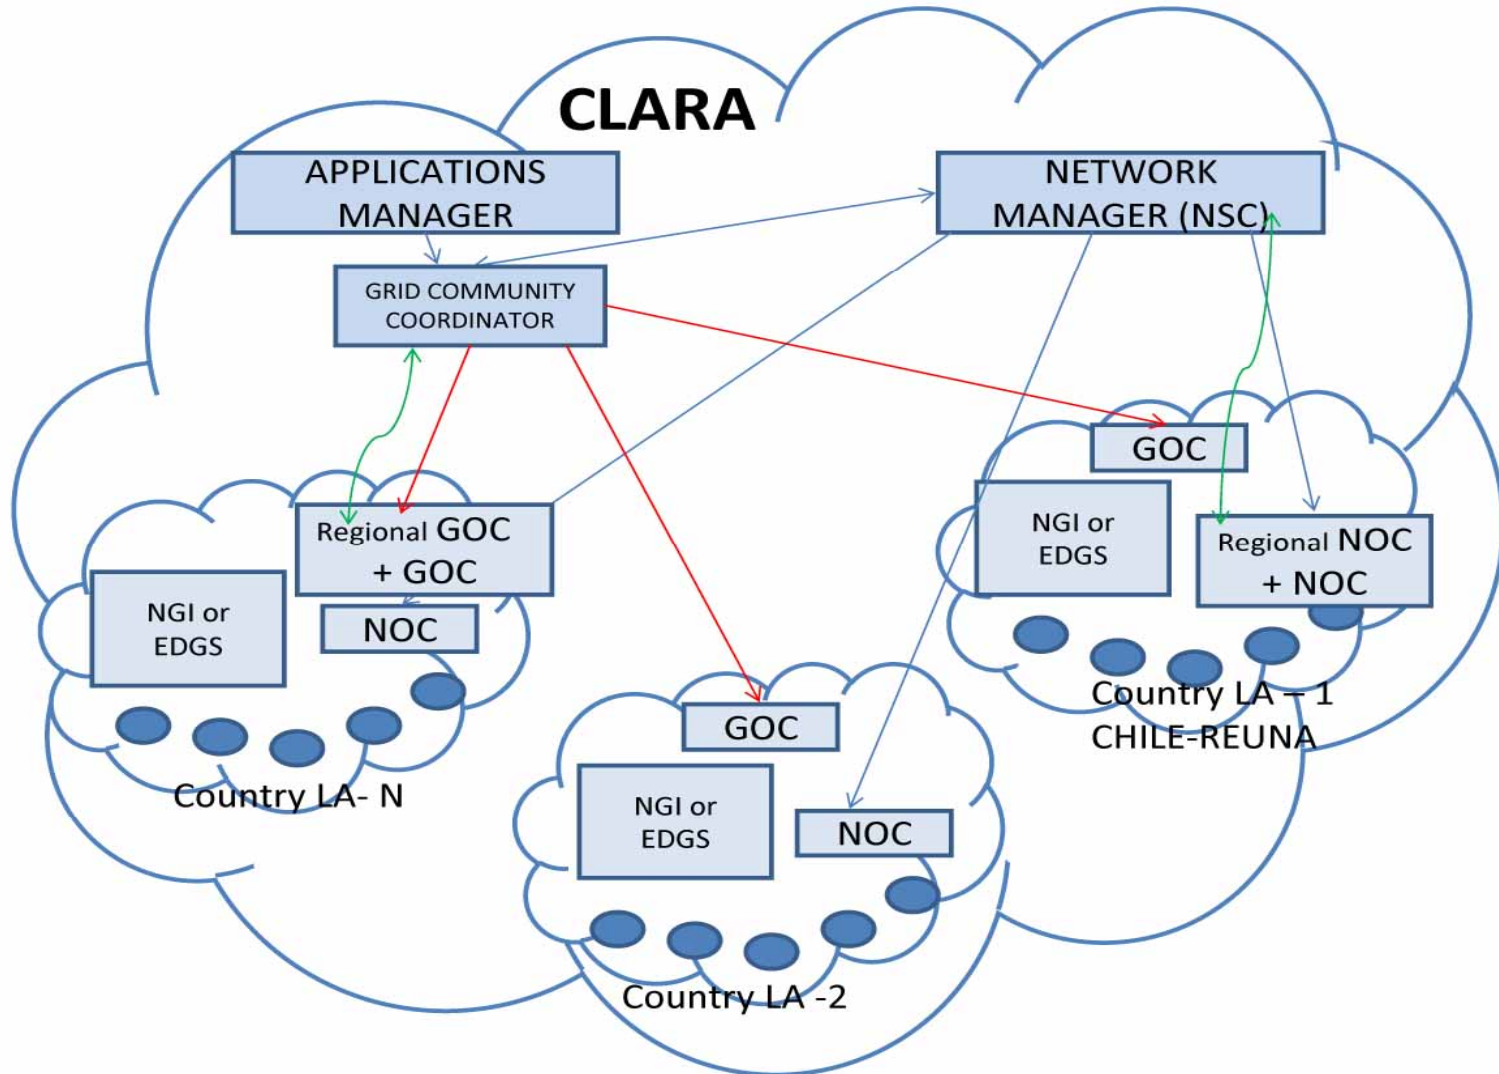 CLARA
APPLICATIONS
MANAGER
NETWORK
MANAGER (NSC)
GRID COMMUNITY
COORDINATOR
GOC
NGI or
EDGS
Regional NOC
+ NOC
Country LA – 1
CHILE-REUNA
Regional GOC
+ GOC
NGI or
EDGS
NOC
Country LA- N
GOC
NGI or
EDGS
NOC
Country LA -2